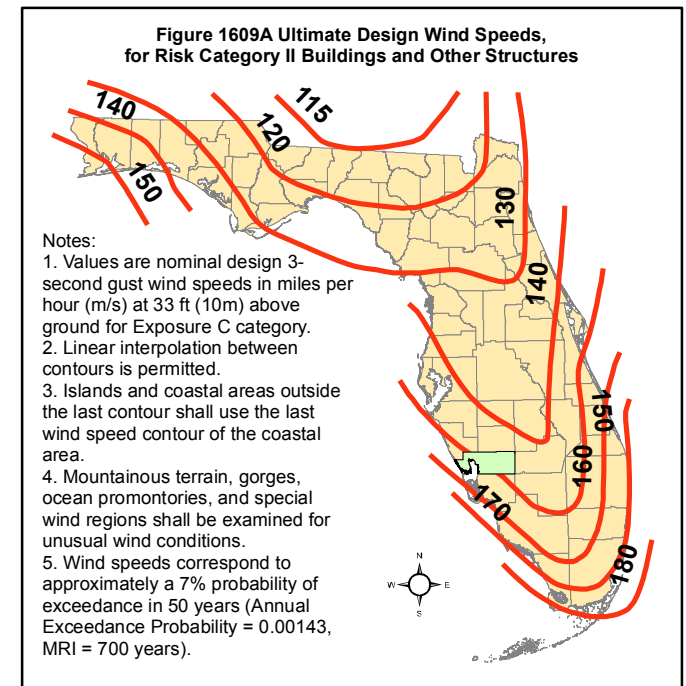 Figure 1609A Ultimate Design Wind Speeds,
for Risk Category II Buildings and Other Structures
115
140
120
150
130
Notes:
1. Values are nominal design 3-
second gust wind speeds in miles per
hour (m/s) at 33 ft (10m) above
ground for Exposure C category.
2. Linear interpolation between
contours is permitted.
3. Islands and coastal areas outside
the last contour shall use the last
wind speed contour of the coastal
area.
4. Mountainous terrain, gorges,
ocean promontories, and special
wind regions shall be examined for
unusual wind conditions.
5. Wind speeds correspond to
approximately a 7% probability of
exceedance in 50 years (Annual
Exceedance Probability = 0.00143,
MRI = 700 years).
140
150
160
170
180
N
W E
S